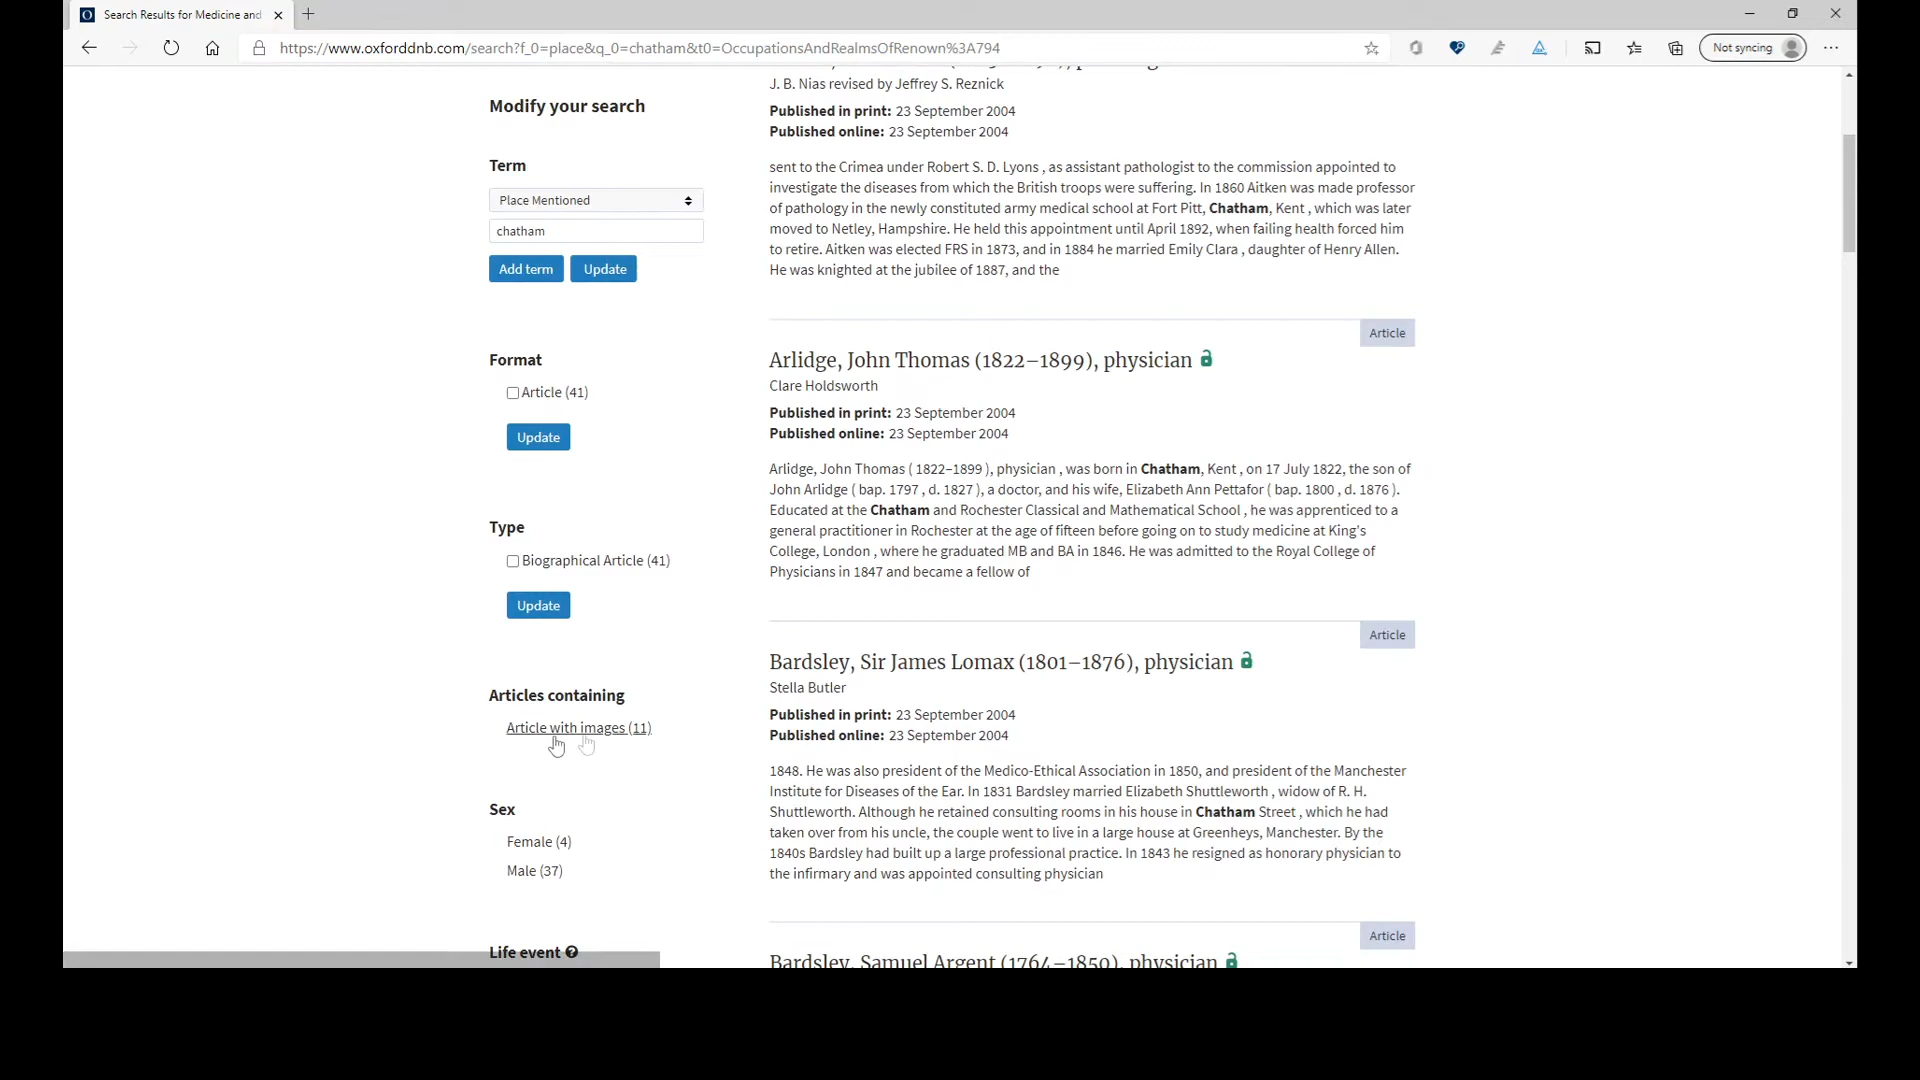 Search Results for Medicine and
https://www.oxforddnb.com/search?f_0=place&q_0=chatham&t0=OccupationsAndRealmsOfRenown%3A794
Not syncing
Modify your search
Term
Place Mentioned
chatham
Add term
Update
Format
Article (41)
Update
Type
Biographical Article (41)
Update
Articles containing
Article with images (11)
Sex
Female (4)
Male (37)
Life event
J. B. Nias revised by Jeffrey S. Reznick
Published in print: 23 September 2004
Published online: 23 September 2004
sent to the Crimea under Robert S. D. Lyons , as assistant pathologist to the commission appointed to
investigate the diseases from which the British troops were suffering. In 1860 Aitken was made professor
of pathology in the newly constituted army medical school at Fort Pitt, Chatham, Kent , which was later
moved to Netley, Hampshire. He held this appointment until April 1892, when failing health forced him
to retire. Aitken was elected FRS in 1873, and in 1884 he married Emily Clara , daughter of Henry Allen.
He was knighted at the jubilee of 1887, and the
Article
Arlidge, John Thomas (1822–1899), physician
Clare Holdsworth
Published in print: 23 September 2004
Published online: 23 September 2004
Arlidge, John Thomas ( 1822–1899 ), physician , was born in Chatham, Kent , on 17 July 1822, the son of
John Arlidge ( bap. 1797 , d. 1827 ), a doctor, and his wife, Elizabeth Ann Pettafor ( bap. 1800 , d. 1876 ).
Educated at the Chatham and Rochester Classical and Mathematical School , he was apprenticed to a
general practitioner in Rochester at the age of fifteen before going on to study medicine at King's
College, London , where he graduated MB and BA in 1846. He was admitted to the Royal College of
Physicians in 1847 and became a fellow of
Article
Bardsley, Sir James Lomax (1801–1876), physician
Stella Butler
Published in print: 23 September 2004
Published online: 23 September 2004
1848. He was also president of the Medico-Ethical Association in 1850, and president of the Manchester
Institute for Diseases of the Ear. In 1831 Bardsley married Elizabeth Shuttleworth , widow of R. H.
Shuttleworth. Although he retained consulting rooms in his house in Chatham Street , which he had
taken over from his uncle, the couple went to live in a large house at Greenheys, Manchester. By the
1840s Bardsley had built up a large professional practice. In 1843 he resigned as honorary physician to
the infirmary and was appointed consulting physician
Article
Bardsley, Samuel Argent (1764–1850), physician